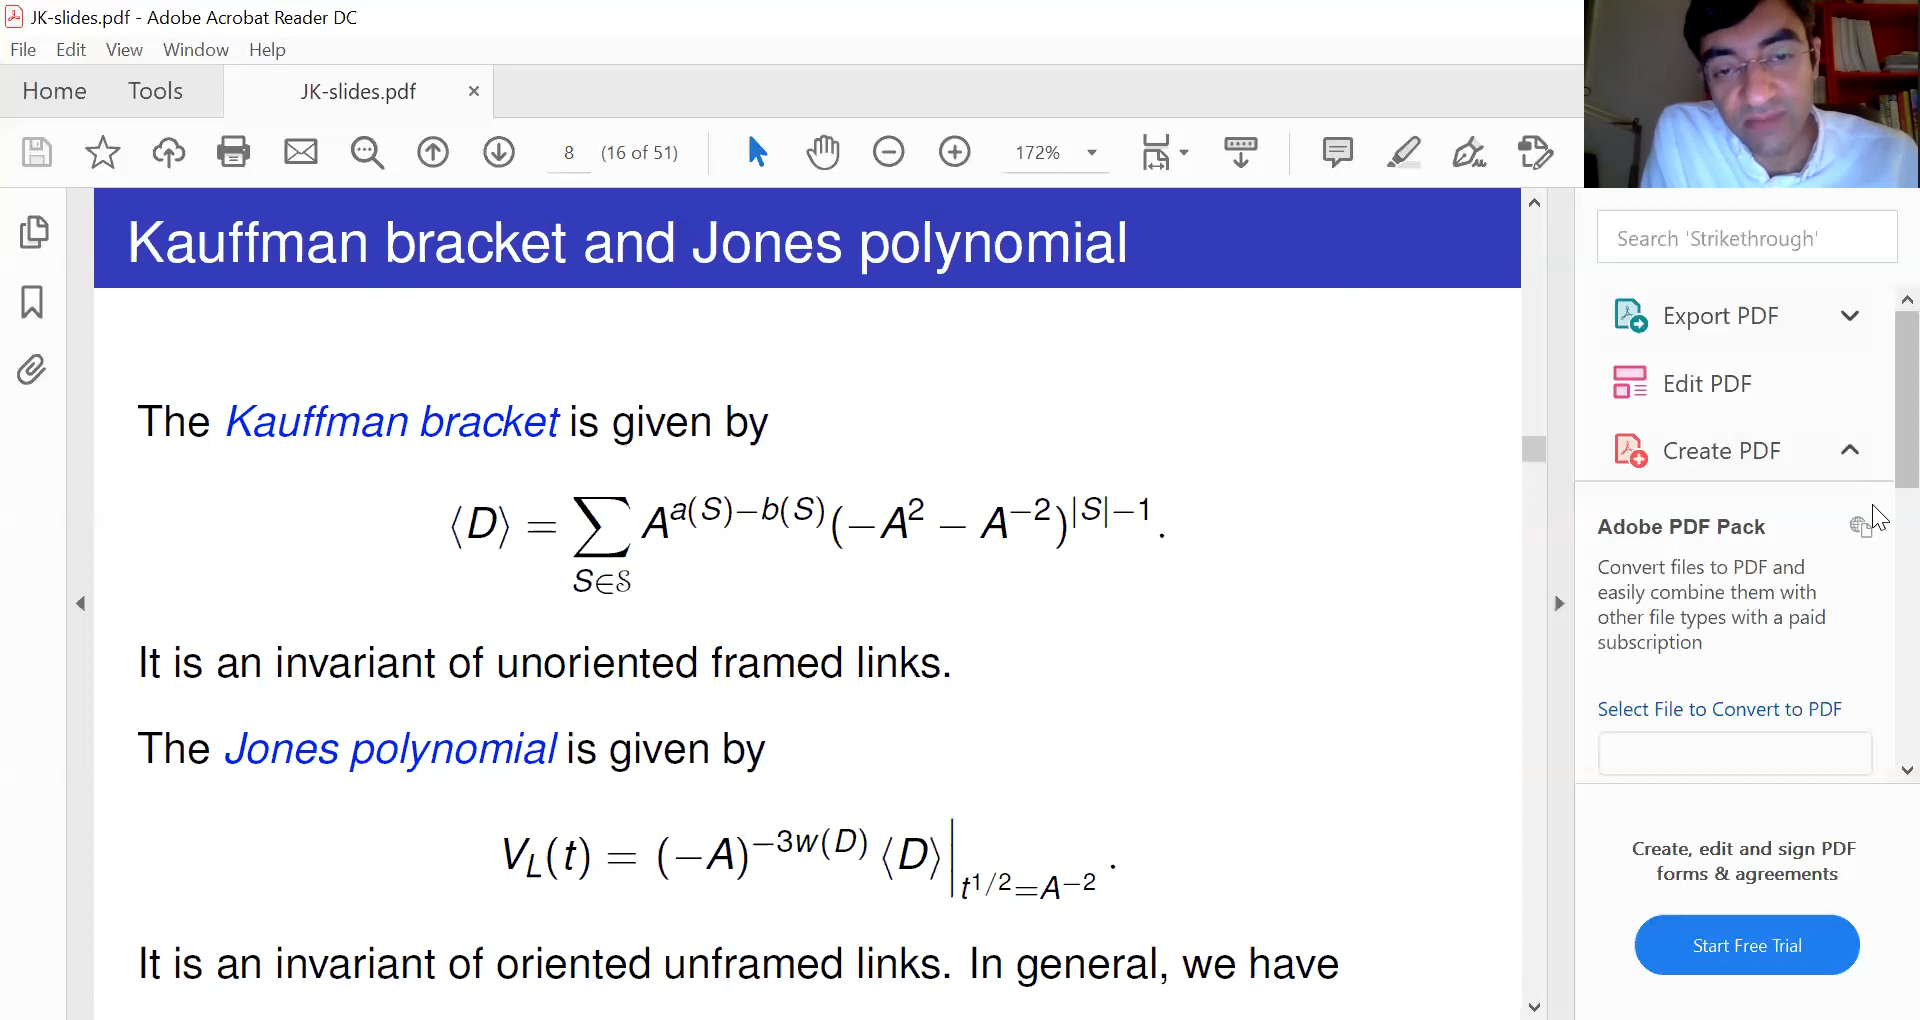 JK-slides.pdf - Adobe Acrobat Reader DC
File Edit View Window Help
Home Tools JK-slides.pdf ×
8 (16 of 51) 172%
Kauffman bracket and Jones polynomial
The Kauffman bracket is given by
⟨D⟩ = ∑_{S∈𝒮} A^{a(S)−b(S)}(−A^2 − A^{−2})^{|S|−1}.
It is an invariant of unoriented framed links.
The Jones polynomial is given by
V_L(t) = (−A)^{−3w(D)} ⟨D⟩|_{t^{1/2}=A^{−2}}.
It is an invariant of oriented unframed links. In general, we have
Search 'Strikethrough'
Export PDF
Edit PDF
Create PDF
Adobe PDF Pack
Convert files to PDF and
easily combine them with
other file types with a paid
subscription
Select File to Convert to PDF
Create, edit and sign PDF
forms & agreements
Start Free Trial